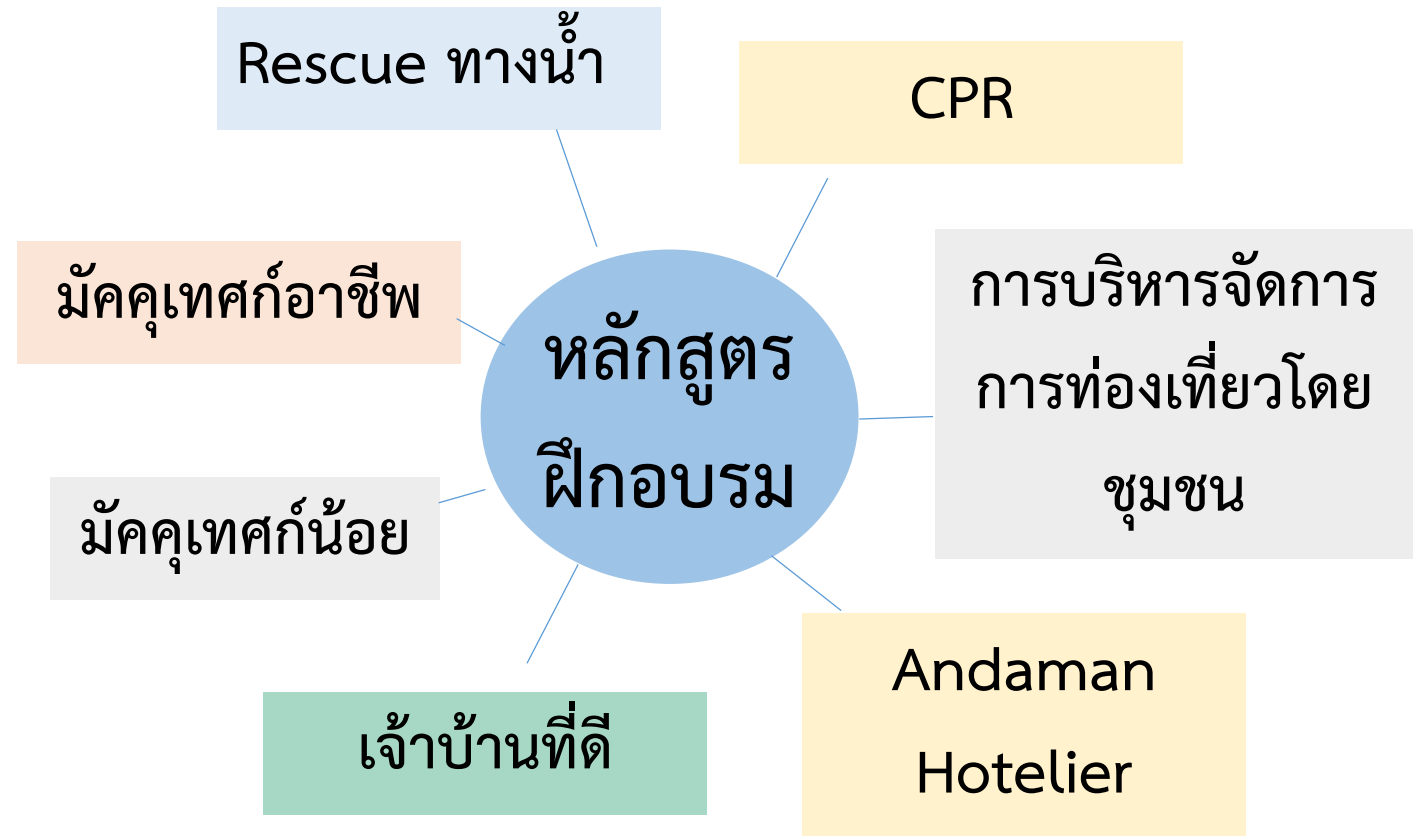 Rescue ทางน้ำ
CPR
มัคคุเทศก์อาชีพ
การบริหารจัดการ
การท่องเที่ยวโดย
ชุมชน
หลักสูตร
ฝึกอบรม
มัคคุเทศก์น้อย
เจ้าบ้านที่ดี
Andaman
Hotelier